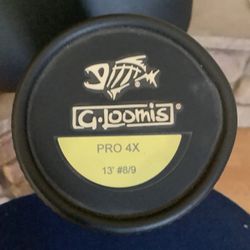 G.Loomis
PRO 4X
13' #8/9